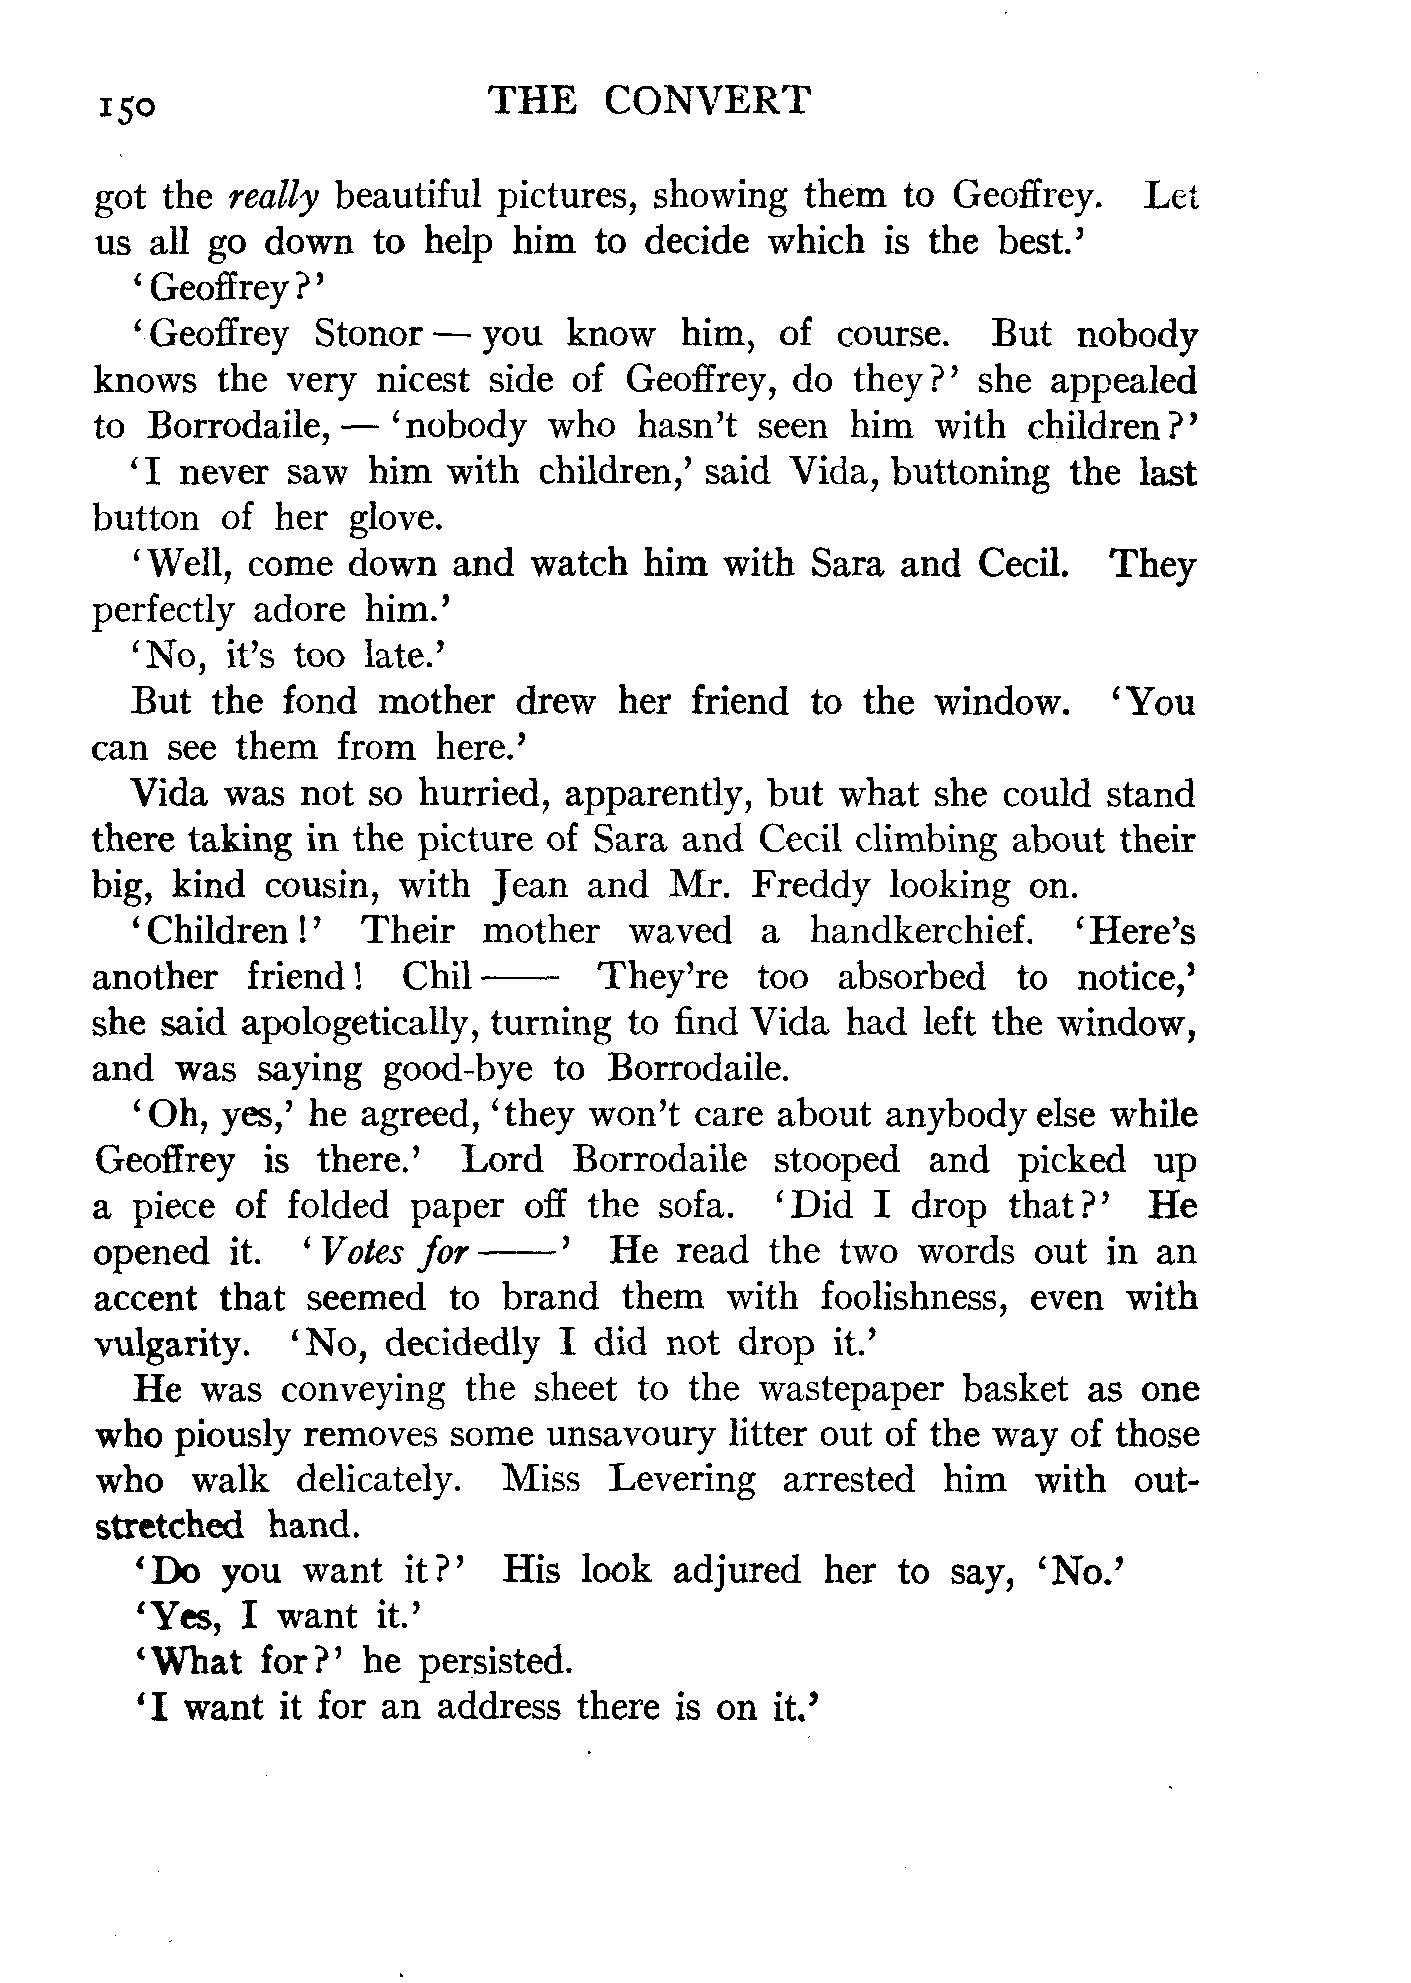 150 THE CONVERT
got the really beautiful pictures, showing them to Geoffrey. Let
us all go down to help him to decide which is the best.'
'Geoffrey?'
'Geoffrey Stonor — you know him, of course. But nobody
knows the very nicest side of Geoffrey, do they?' she appealed
to Borrodaile, — 'nobody who hasn't seen him with children?'
'I never saw him with children,' said Vida, buttoning the last
button of her glove.
'Well, come down and watch him with Sara and Cecil. They
perfectly adore him.'
'No, it's too late.'
But the fond mother drew her friend to the window. 'You
can see them from here.'
Vida was not so hurried, apparently, but what she could stand
there taking in the picture of Sara and Cecil climbing about their
big, kind cousin, with Jean and Mr. Freddy looking on.
'Children!' Their mother waved a handkerchief. 'Here's
another friend! Chil—— They're too absorbed to notice,'
she said apologetically, turning to find Vida had left the window,
and was saying good-bye to Borrodaile.
'Oh, yes,' he agreed, 'they won't care about anybody else while
Geoffrey is there.' Lord Borrodaile stooped and picked up
a piece of folded paper off the sofa. 'Did I drop that?' He
opened it. 'Votes for——' He read the two words out in an
accent that seemed to brand them with foolishness, even with
vulgarity. 'No, decidedly I did not drop it.'
He was conveying the sheet to the wastepaper basket as one
who piously removes some unsavoury litter out of the way of those
who walk delicately. Miss Levering arrested him with out-
stretched hand.
'Do you want it?' His look adjured her to say, 'No.'
'Yes, I want it.'
'What for?' he persisted.
'I want it for an address there is on it.'